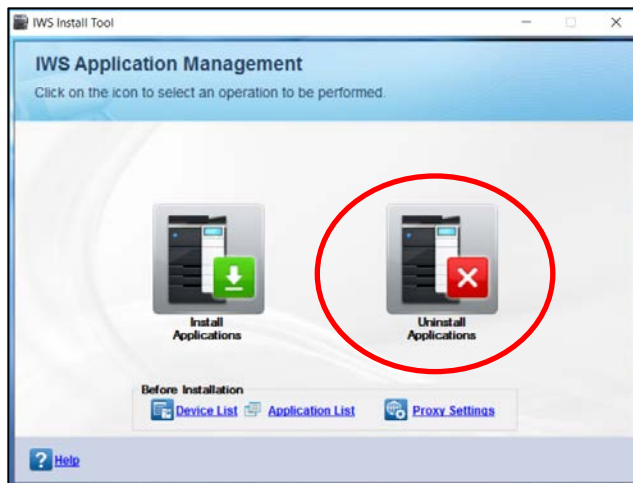 IWS Install Tool
IWS Application Management
Click on the icon to select an operation to be performed.
Install
Applications
Uninstall
Applications
Before Installation
Device List
Application List
Proxy Settings
Help